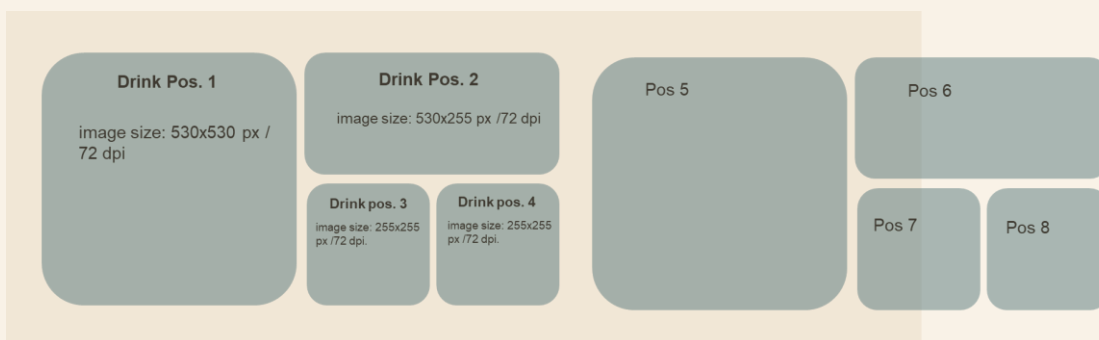 Drink Pos. 1
image size: 530x530 px /
72 dpi
Drink Pos. 2
image size: 530x255 px /72 dpi
Drink pos. 3
image size: 255x255
px /72 dpi.
Drink pos. 4
image size: 255x255
px /72 dpi.
Pos 5
Pos 6
Pos 7
Pos 8